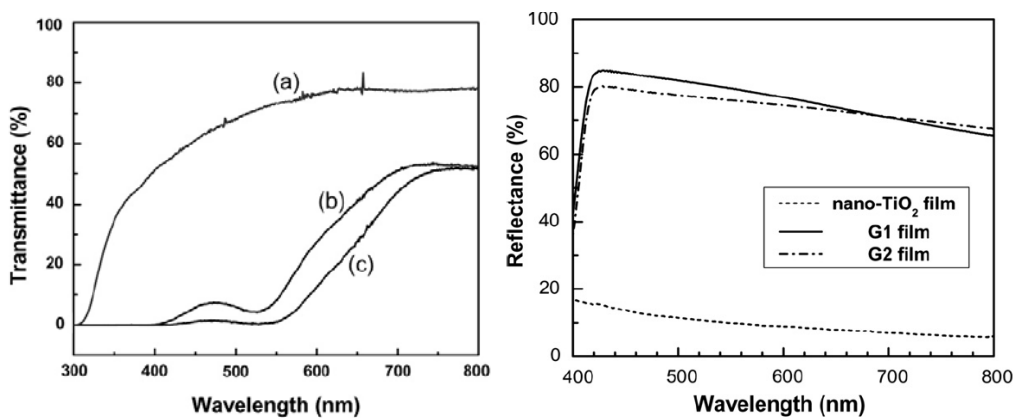 100
80
60
40
20
0
Transmittance (%)
(a)
(b)
(c)
300 400 500 600 700 800
Wavelength (nm)
100
80
60
40
20
0
Reflectance (%)
nano-TiO₂ film
G1 film
G2 film
400 500 600 700 800
Wavelength (nm)